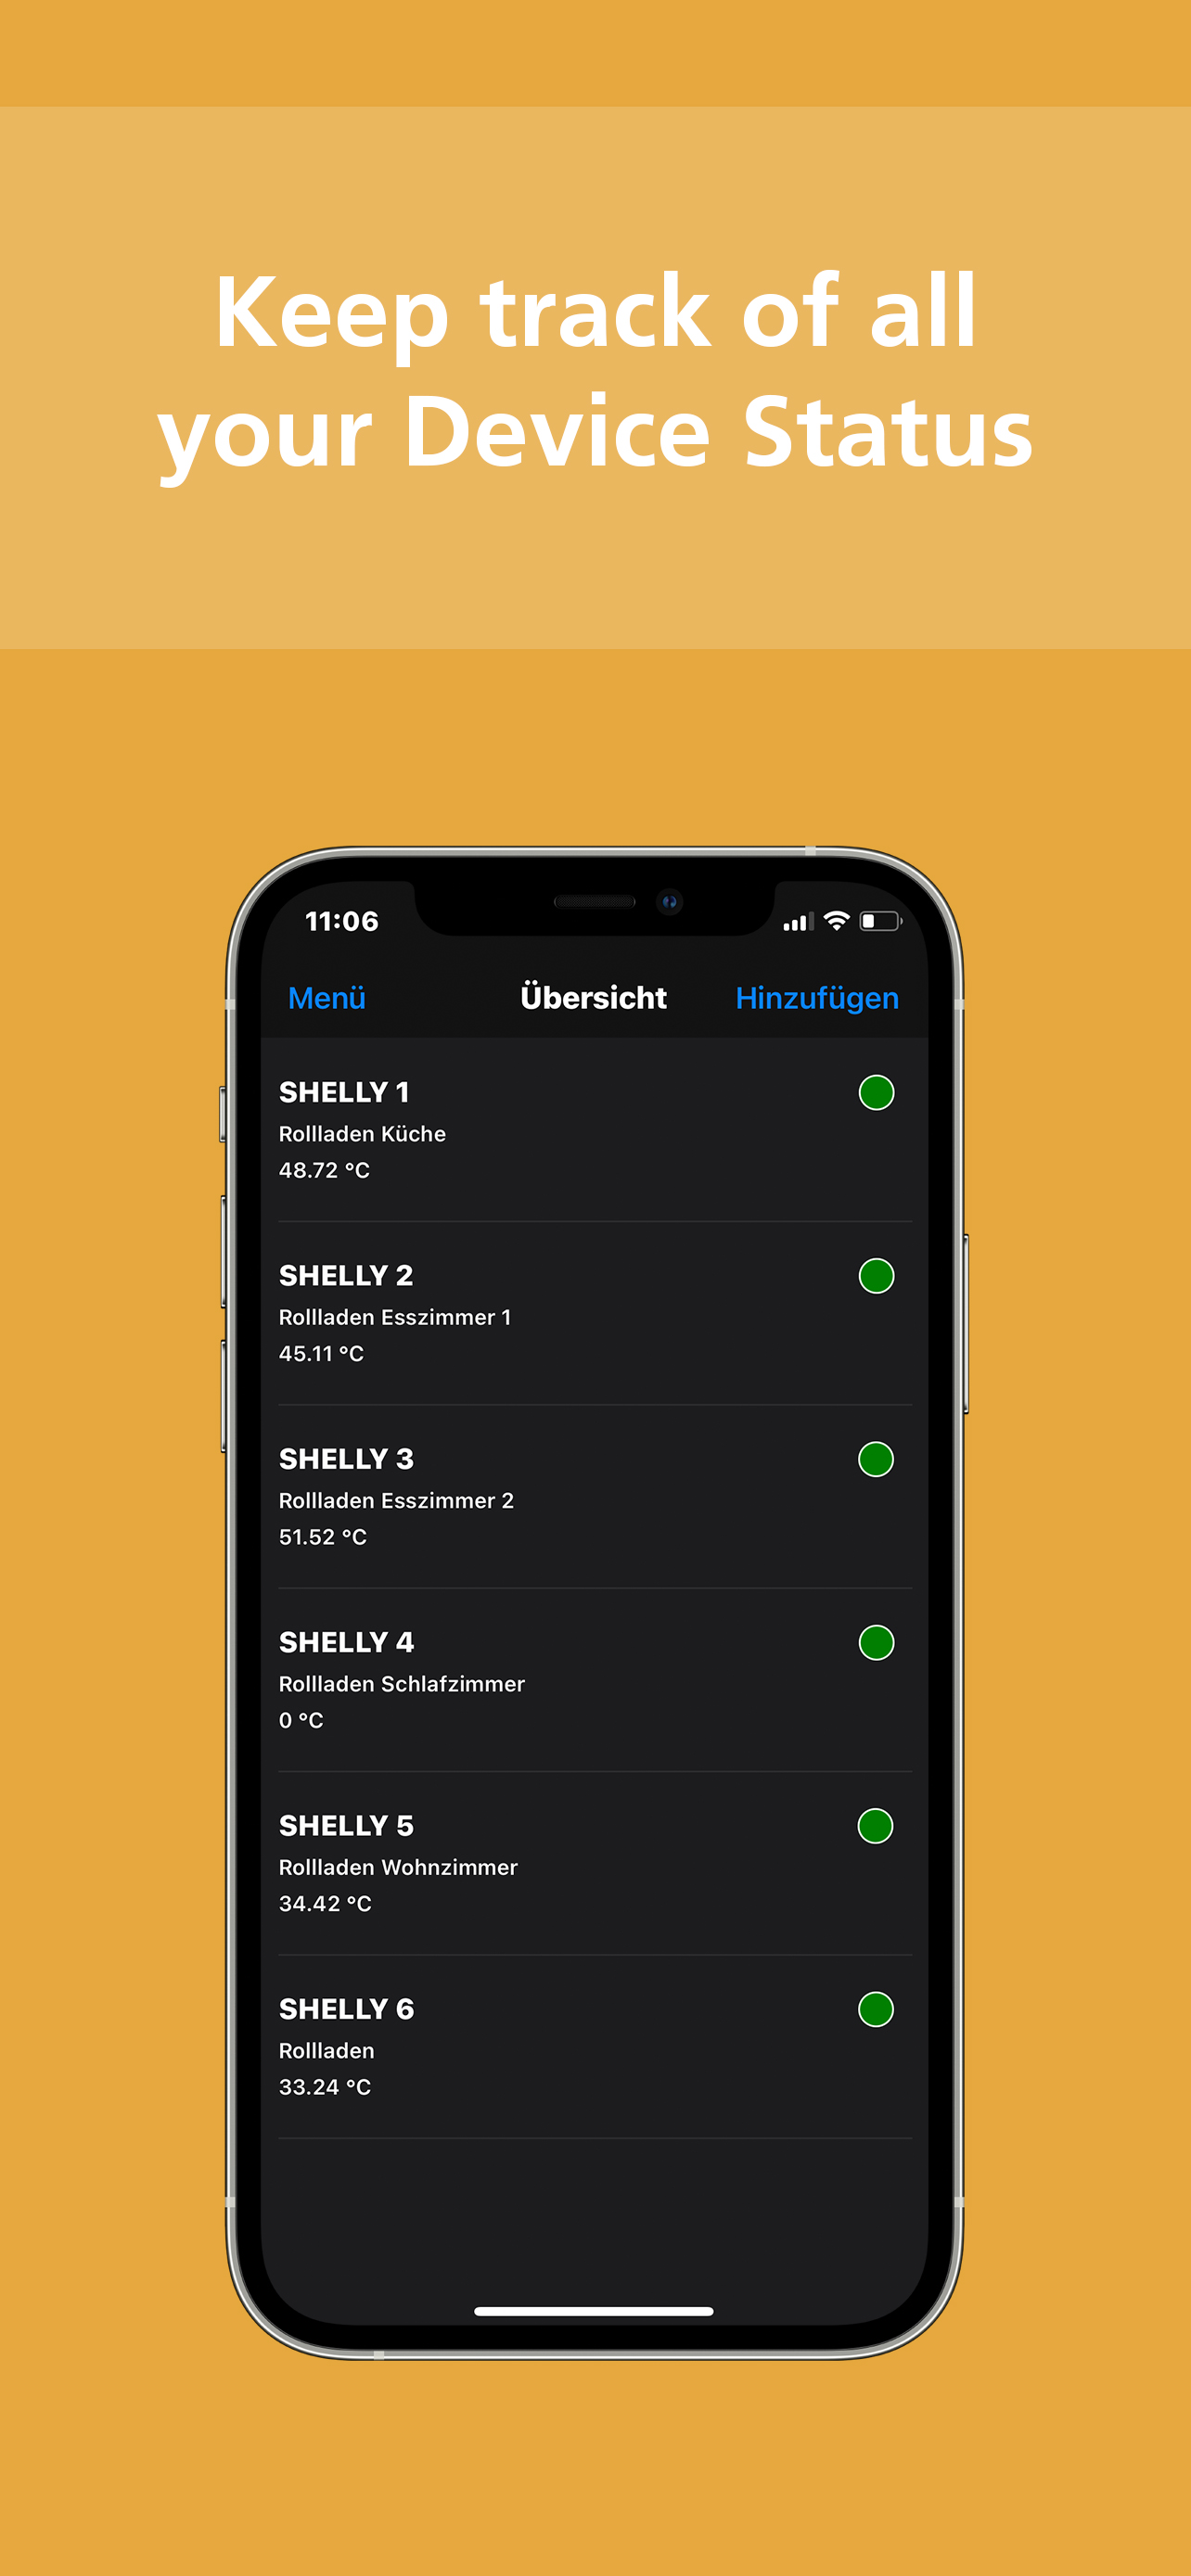 Keep track of all
your Device Status
11:06
Menü Übersicht Hinzufügen
SHELLY 1
Rollladen Küche
48.72 °C
SHELLY 2
Rollladen Esszimmer 1
45.11 °C
SHELLY 3
Rollladen Esszimmer 2
51.52 °C
SHELLY 4
Rollladen Schlafzimmer
0 °C
SHELLY 5
Rollladen Wohnzimmer
34.42 °C
SHELLY 6
Rollladen
33.24 °C